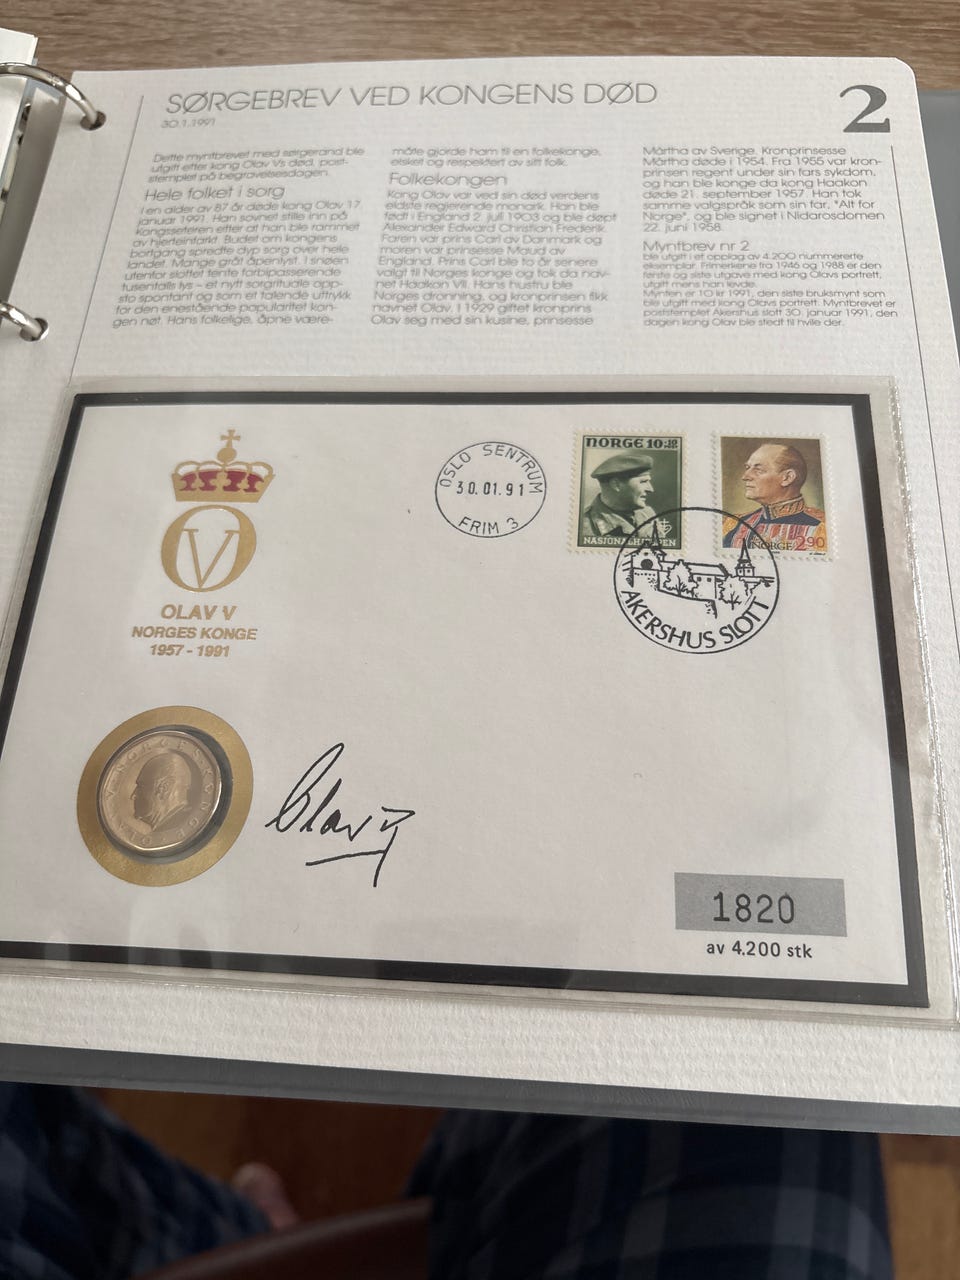 SØRGEBREV VED KONGENS DØD
30.1.1991
2
Dette myntbrevet med sørgerand ble
utgitt efter kong Olav Vs død, post-
stemplet på begravelsesdagen.
Hele folket i sorg
I en alder av 87 år døde kong Olav 17.
januar 1991. Han sovnet stille inn på
Kongsseteren efter at han ble rammet
av hjerteinfarkt. Budet om kongens
bortgang spredte dyp sorg over hele
landet. Mange gråt åpenlyst. I snøen
utenfor slottet tente forbipasserende
tusentalls lys – et nytt sørgerituale opp-
sto spontant og som et talende uttrykk
for den enestående popularitet kon-
gen nøt. Hans folkelige, åpne være-
måte gjorde ham til en folkekonge,
elsket og respektert av sitt folk.
Folkekongen
Kong Olav var ved sin død verdens
eldste regjerende monark. Han ble
født i England 2. juli 1903 og ble døpt
Alexander Edward Christian Frederik.
Faren var prins Carl av Danmark og
moren var prinsesse Maud av
England. Prins Carl ble to år senere
valgt til Norges konge og tok da nav-
net Haakon VII. Hans hustru ble
Norges dronning, og kronprinsen fikk
navnet Olav. I 1929 giftet kronprins
Olav seg med sin kusine, prinsesse
Märtha av Sverige. Kronprinsesse
Märtha døde i 1954. Fra 1955 var kron-
prinsen regent under sin fars sykdom,
og han ble konge da kong Haakon
døde 21. september 1957. Han tok
samme valgspråk som sin far, "Alt for
Norge", og ble signet i Nidarosdomen
22. juni 1958.
Myntbrev nr 2
ble utgitt i et opplag av 4.200 nummererte
eksemplar. Frimerkene fra 1946 og 1988 er den
første og siste utgave med kong Olavs portrett,
utgitt mens han levde.
Mynten er 10 kr 1991, den siste bruksmynt som
ble utgitt med kong Olavs portrett. Myntbrevet er
poststemplet Akershus slott 30. januar 1991, den
dagen kong Olav ble stedt til hvile der.
OV
OLAV V
NORGES KONGE
1957 - 1991
OSLO SENTRUM
30.01.91
FRIM 3
NORGE 10+10
NASJONALHJELPEN
NORGE 2.90
AKERSHUS SLOTT
OLAV V NORGES KONGE
Olav V
1820
av 4.200 stk